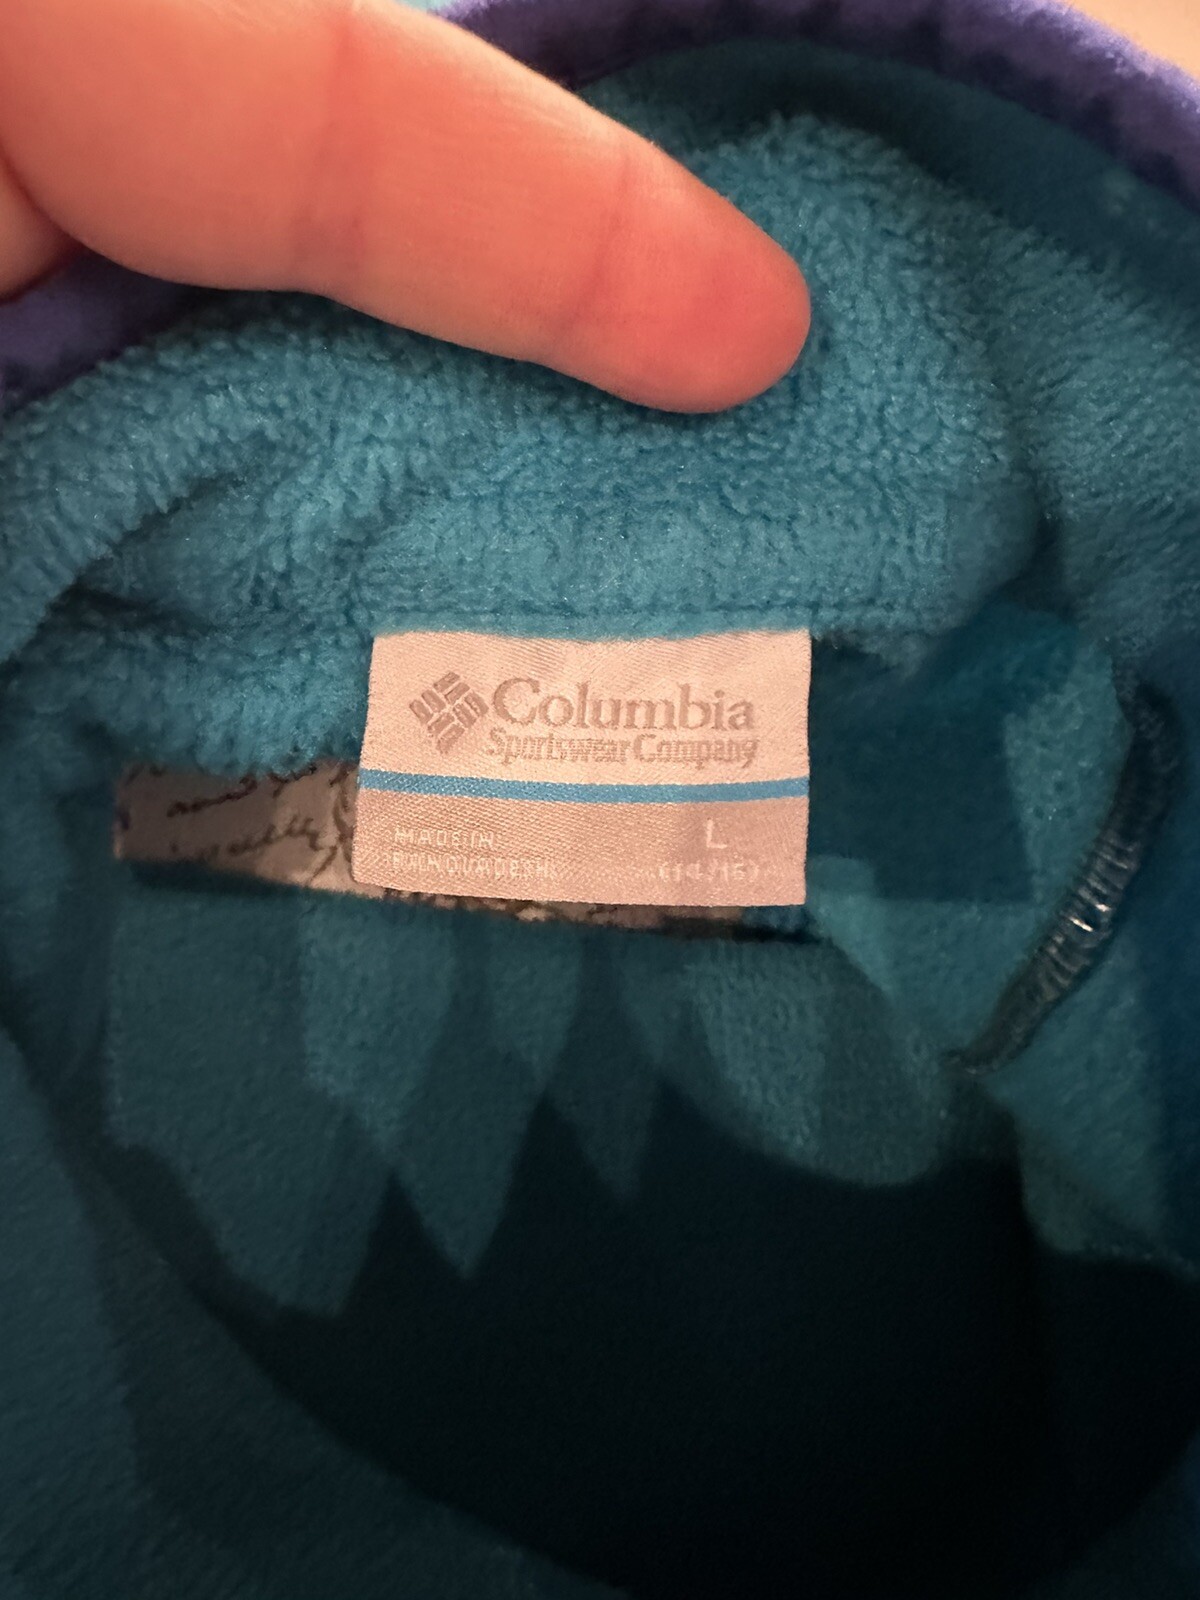 Columbia
Sportswear Company
MADE IN:
BANGLADESH
L
(14/16)